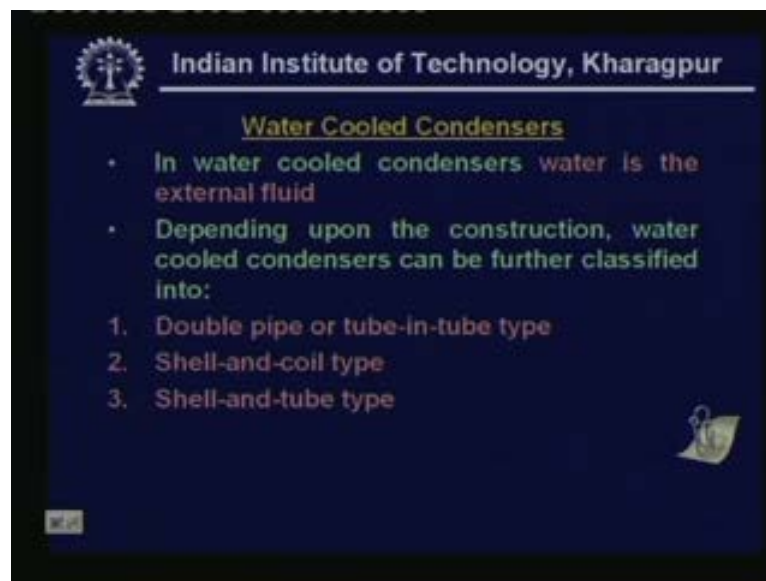 Indian Institute of Technology, Kharagpur
Water Cooled Condensers
• In water cooled condensers water is the
external fluid
• Depending upon the construction, water
cooled condensers can be further classified
into:
1. Double pipe or tube-in-tube type
2. Shell-and-coil type
3. Shell-and-tube type